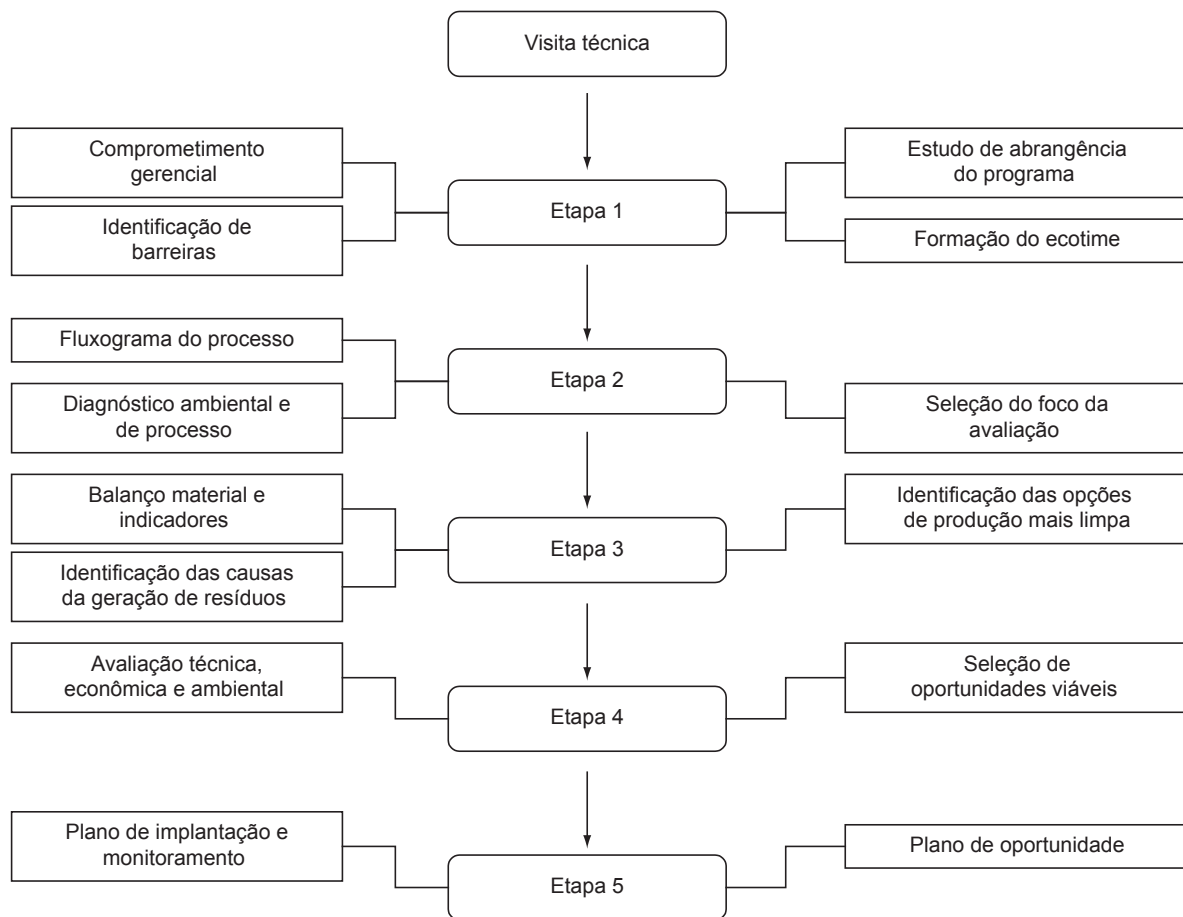 Visita técnica
Comprometimento
gerencial
Identificação de
barreiras
Etapa 1
Estudo de abrangência
do programa
Formação do ecotime
Fluxograma do processo
Diagnóstico ambiental e
de processo
Etapa 2
Seleção do foco da
avaliação
Balanço material e
indicadores
Identificação das causas
da geração de resíduos
Etapa 3
Identificação das opções
de produção mais limpa
Avaliação técnica,
econômica e ambiental
Etapa 4
Seleção de
oportunidades viáveis
Plano de implantação e
monitoramento
Etapa 5
Plano de oportunidade